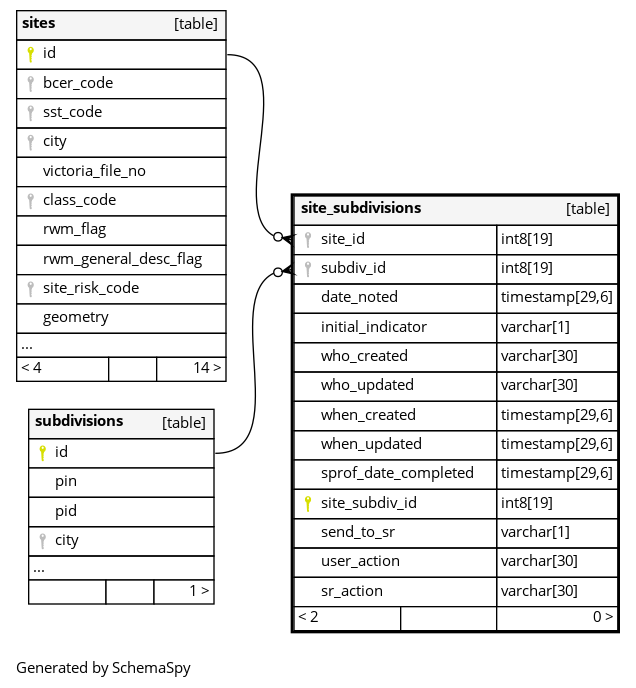 sites [table]
id
bcer_code
sst_code
city
victoria_file_no
class_code
rwm_flag
rwm_general_desc_flag
site_risk_code
geometry
...
< 4 14 >
subdivisions [table]
id
pin
pid
city
...
1 >
site_subdivisions [table]
site_id int8[19]
subdiv_id int8[19]
date_noted timestamp[29,6]
initial_indicator varchar[1]
who_created varchar[30]
who_updated varchar[30]
when_created timestamp[29,6]
when_updated timestamp[29,6]
sprof_date_completed timestamp[29,6]
site_subdiv_id int8[19]
send_to_sr varchar[1]
user_action varchar[30]
sr_action varchar[30]
< 2 0 >
Generated by SchemaSpy